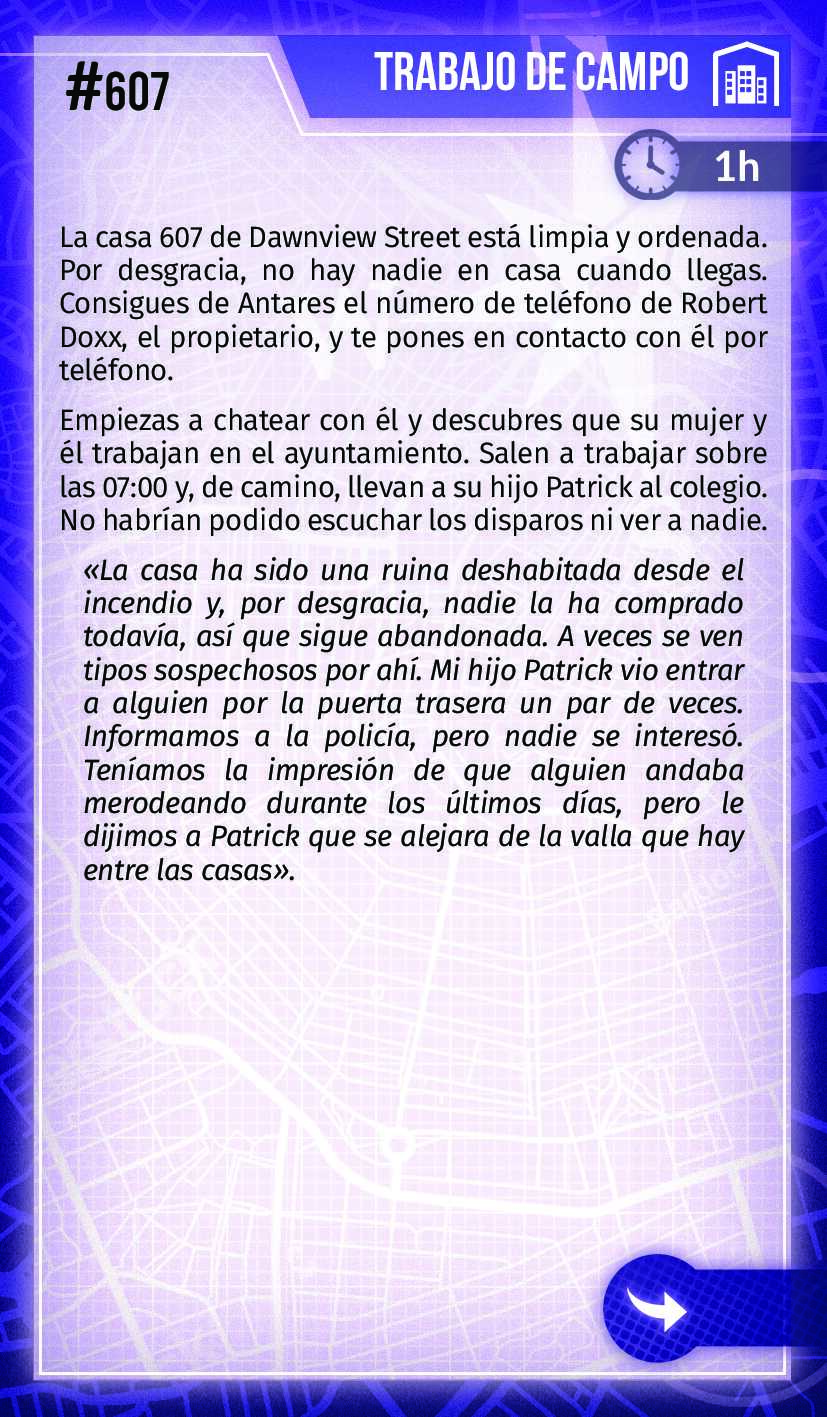 #607
TRABAJO DE CAMPO
1h
La casa 607 de Dawnview Street está limpia y ordenada.
Por desgracia, no hay nadie en casa cuando llegas.
Consigues de Antares el número de teléfono de Robert
Doxx, el propietario, y te pones en contacto con él por
teléfono.
Empiezas a chatear con él y descubres que su mujer y
él trabajan en el ayuntamiento. Salen a trabajar sobre
las 07:00 y, de camino, llevan a su hijo Patrick al colegio.
No habrían podido escuchar los disparos ni ver a nadie.
«La casa ha sido una ruina deshabitada desde el
incendio y, por desgracia, nadie la ha comprado
todavía, así que sigue abandonada. A veces se ven
tipos sospechosos por ahí. Mi hijo Patrick vio entrar
a alguien por la puerta trasera un par de veces.
Informamos a la policía, pero nadie se interesó.
Teníamos la impresión de que alguien andaba
merodeando durante los últimos días, pero le
dijimos a Patrick que se alejara de la valla que hay
entre las casas».